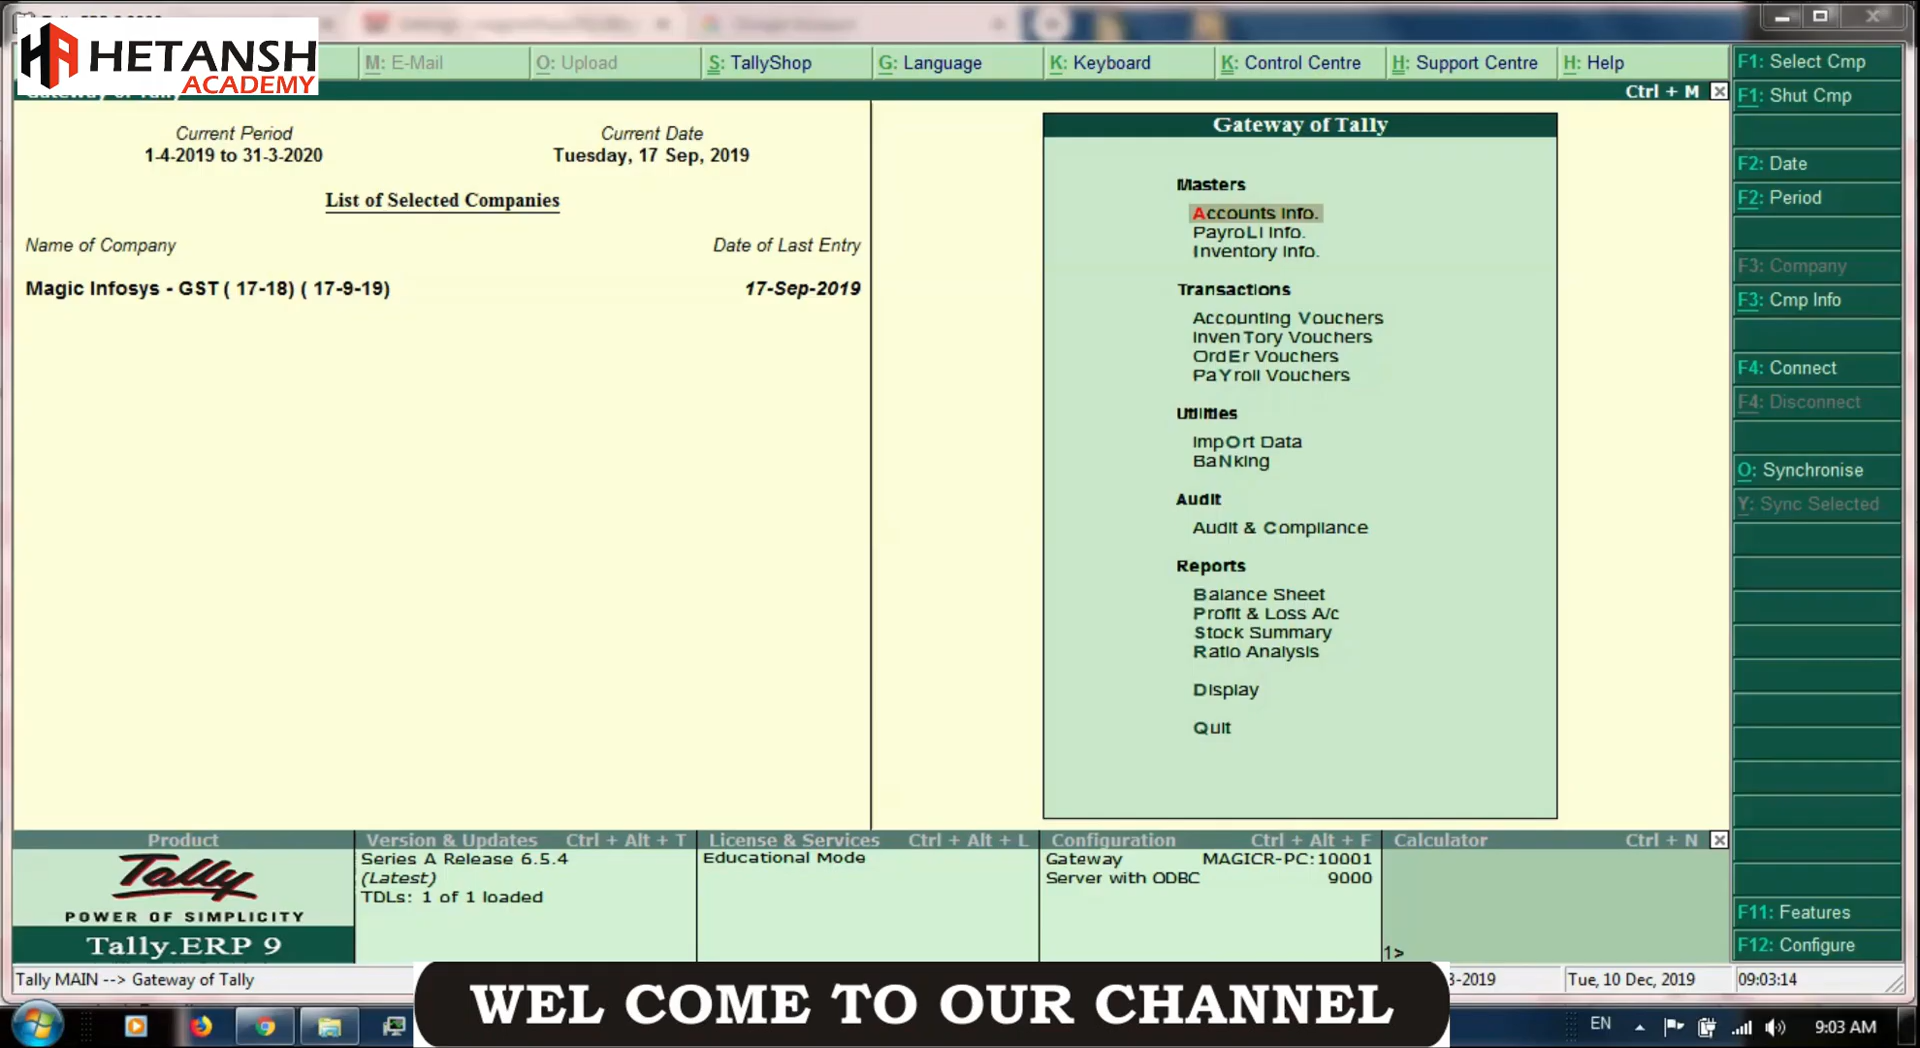 HETANSH
ACADEMY
M: E-Mail
O: Upload
S: TallyShop
G: Language
K: Keyboard
K: Control Centre
H: Support Centre
H: Help
Gateway of Tally
Ctrl + M
Current Period
1-4-2019 to 31-3-2020
Current Date
Tuesday, 17 Sep, 2019
List of Selected Companies
Name of Company
Date of Last Entry
Magic Infosys - GST ( 17-18) ( 17-9-19)
17-Sep-2019
Gateway of Tally
Masters
Accounts Info.
PayroLl Info.
Inventory Info.
Transactions
Accounting Vouchers
InvenTory Vouchers
OrdEr Vouchers
PaYroll Vouchers
Utilities
ImpOrt Data
BaNking
Audit
Audit & Compliance
Reports
Balance Sheet
Profit & Loss A/c
Stock Summary
Ratio Analysis
Display
Quit
F1: Select Cmp
F1: Shut Cmp
F2: Date
F2: Period
F3: Company
F3: Cmp Info
F4: Connect
F4: Disconnect
O: Synchronise
Y: Sync Selected
F11: Features
F12: Configure
Product
Tally
POWER OF SIMPLICITY
Tally.ERP 9
Version & Updates Ctrl + Alt + T
Series A Release 6.5.4
(Latest)
TDLs: 1 of 1 loaded
License & Services Ctrl + Alt + L
Educational Mode
Configuration Ctrl + Alt + F
Gateway MAGICR-PC:10001
Server with ODBC 9000
Calculator Ctrl + N
1>
Tally MAIN --> Gateway of Tally
-2019
Tue, 10 Dec, 2019
09:03:14
WEL COME TO OUR CHANNEL
EN
9:03 AM